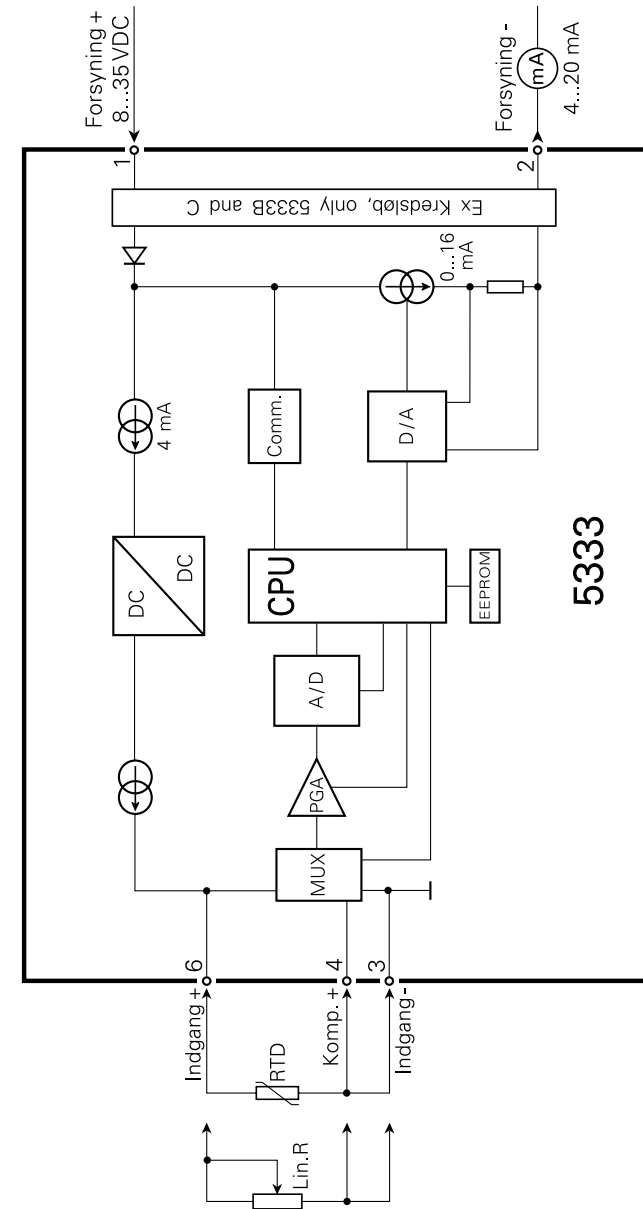 Forsyning +
8...35 VDC
Forsyning -
mA
4...20 mA
1
2
Ex Kredsløb, only 5333B and C
0...16
mA
4 mA
Comm.
D/A
DC
DC
CPU
EEPROM
5333
A/D
PGA
MUX
6
4
3
Indgang +
Komp. +
Indgang -
RTD
Lin.R